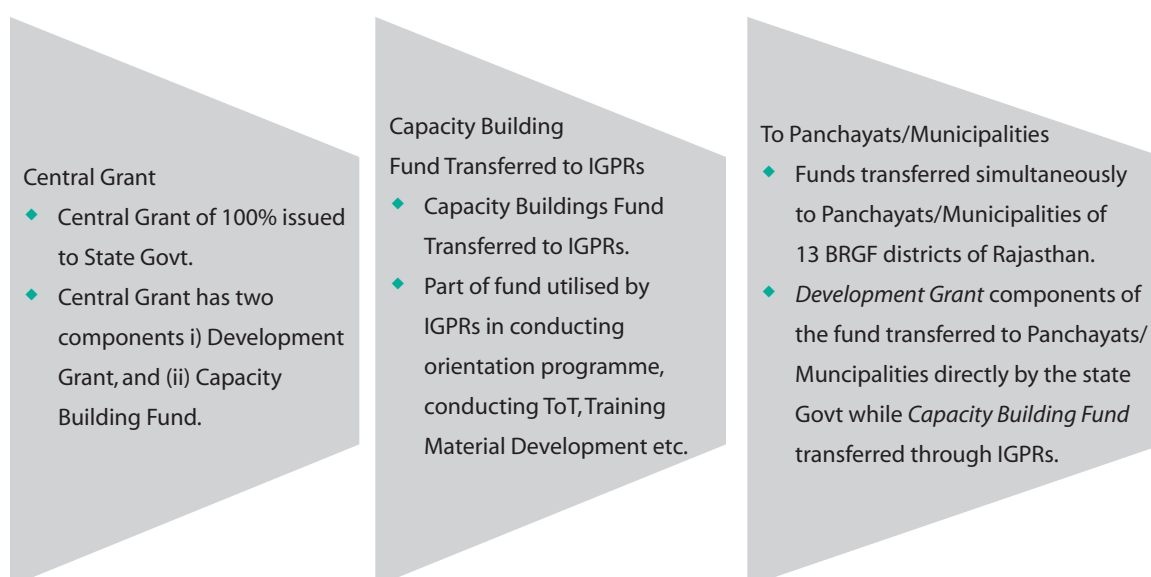 Central Grant
◆ Central Grant of 100% issued
to State Govt.
◆ Central Grant has two
components i) Development
Grant, and (ii) Capacity
Building Fund.
Capacity Building
Fund Transferred to IGPRs
◆ Capacity Buildings Fund
Transferred to IGPRs.
◆ Part of fund utilised by
IGPRs in conducting
orientation programme,
conducting ToT, Training
Material Development etc.
To Panchayats/Municipalities
◆ Funds transferred simultaneously
to Panchayats/Municipalities of
13 BRGF districts of Rajasthan.
◆ Development Grant components of
the fund transferred to Panchayats/
Muncipalities directly by the state
Govt while Capacity Building Fund
transferred through IGPRs.